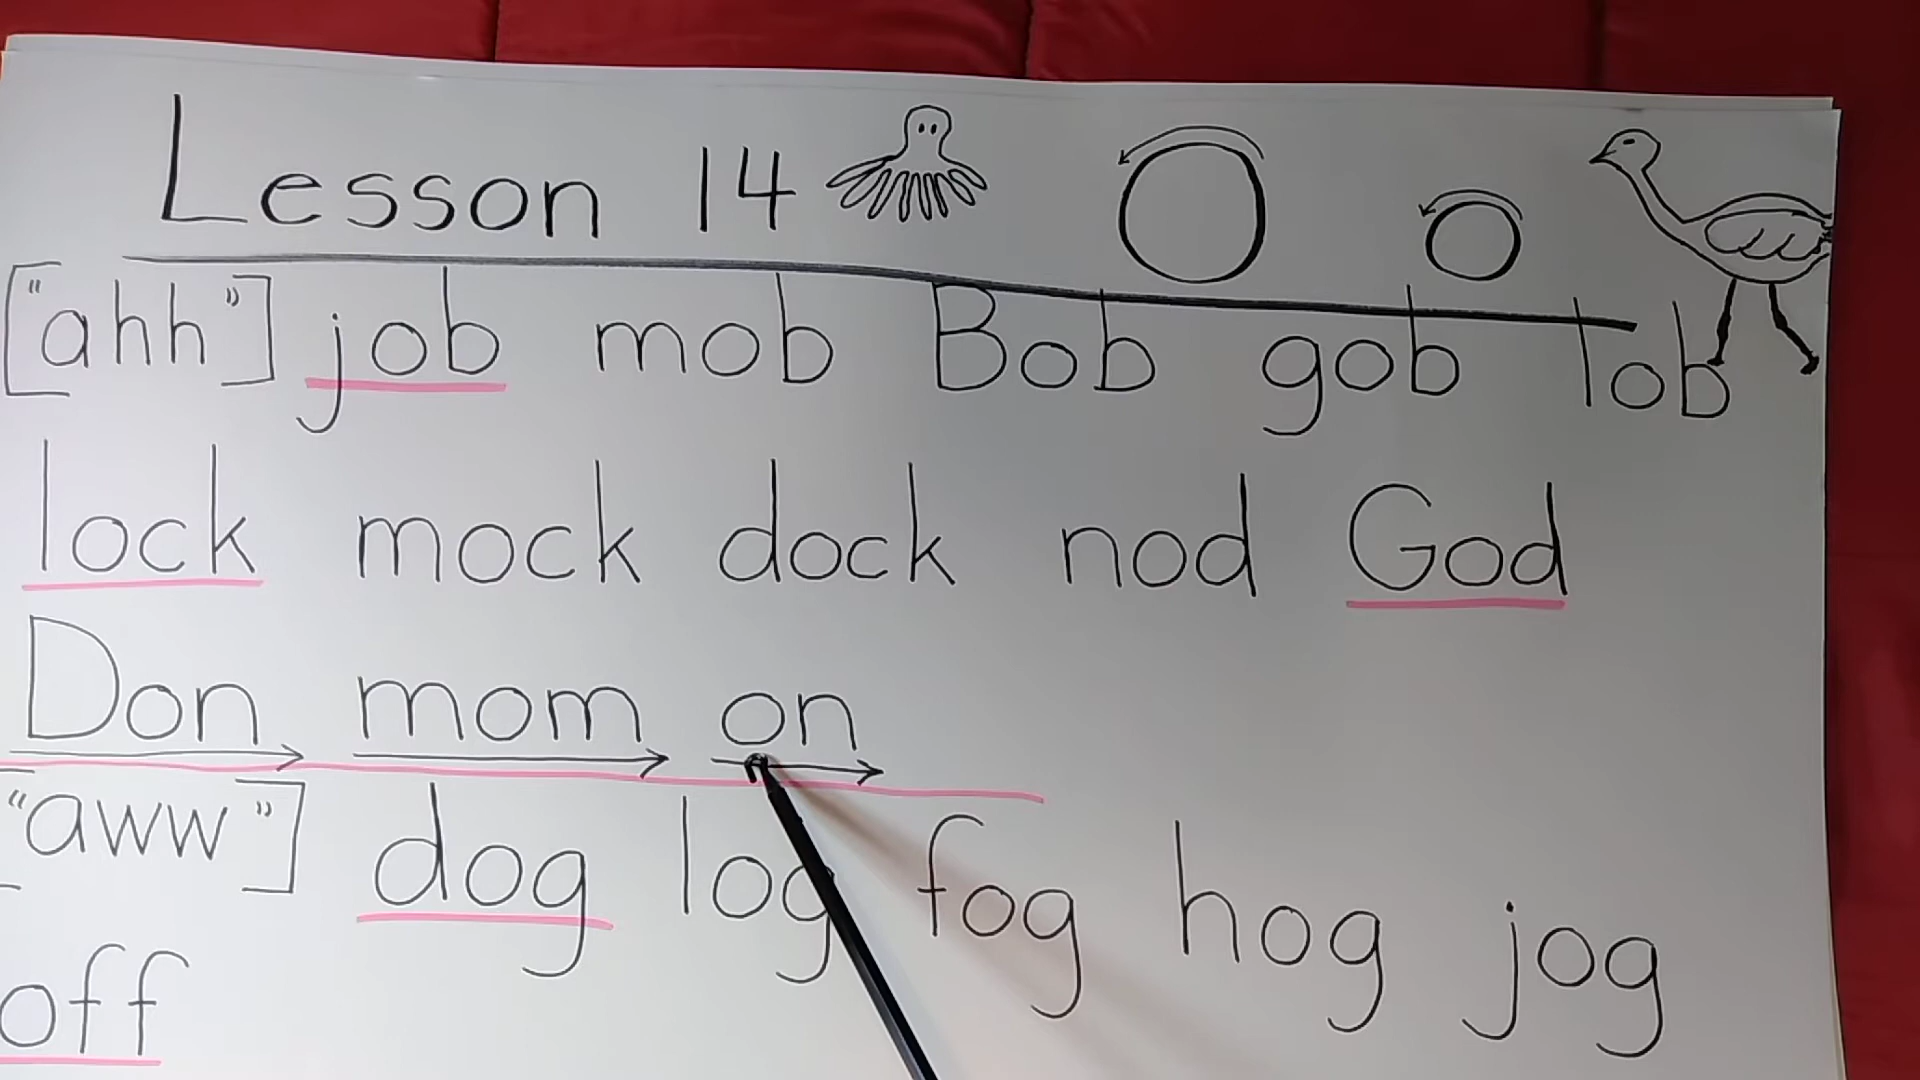 Lesson 14 O o
["ahh"] job mob Bob gob lob
lock mock dock nod God
Don mom on
["aww"] dog log fog hog jog
off